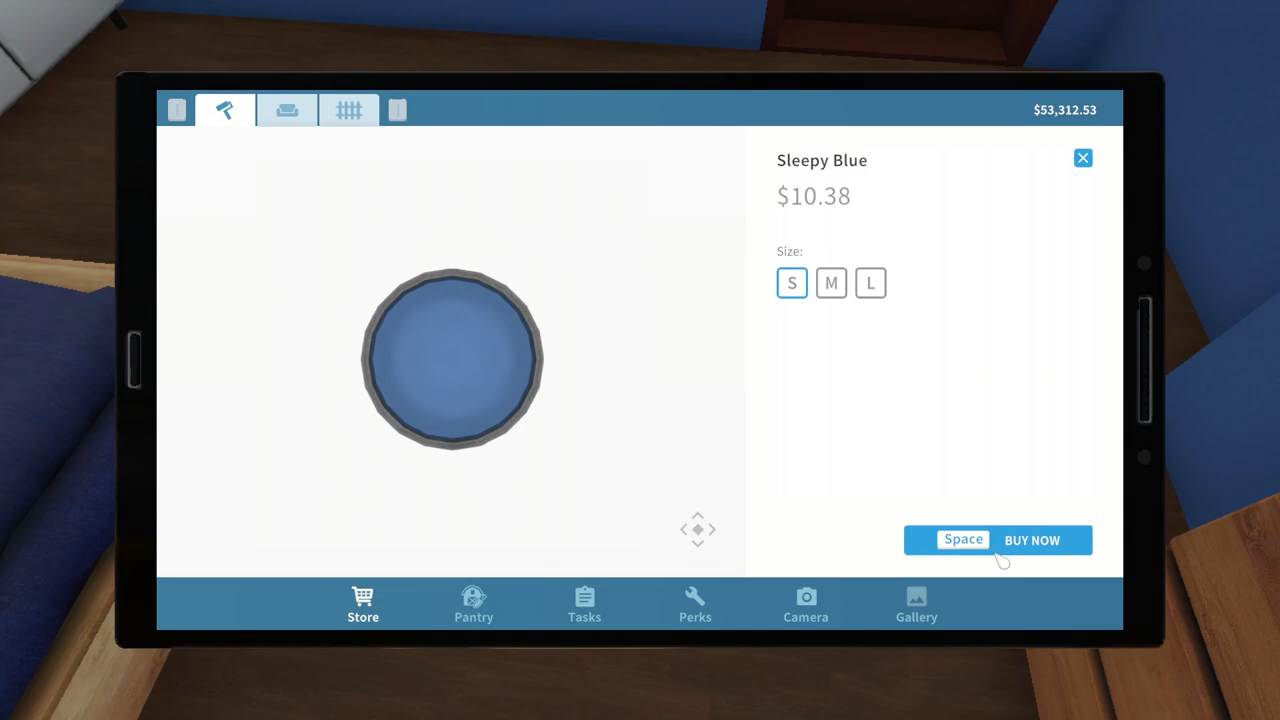 $53,312.53
Sleepy Blue
$10.38
Size:
S M L
Space BUY NOW
Store Pantry Tasks Perks Camera Gallery